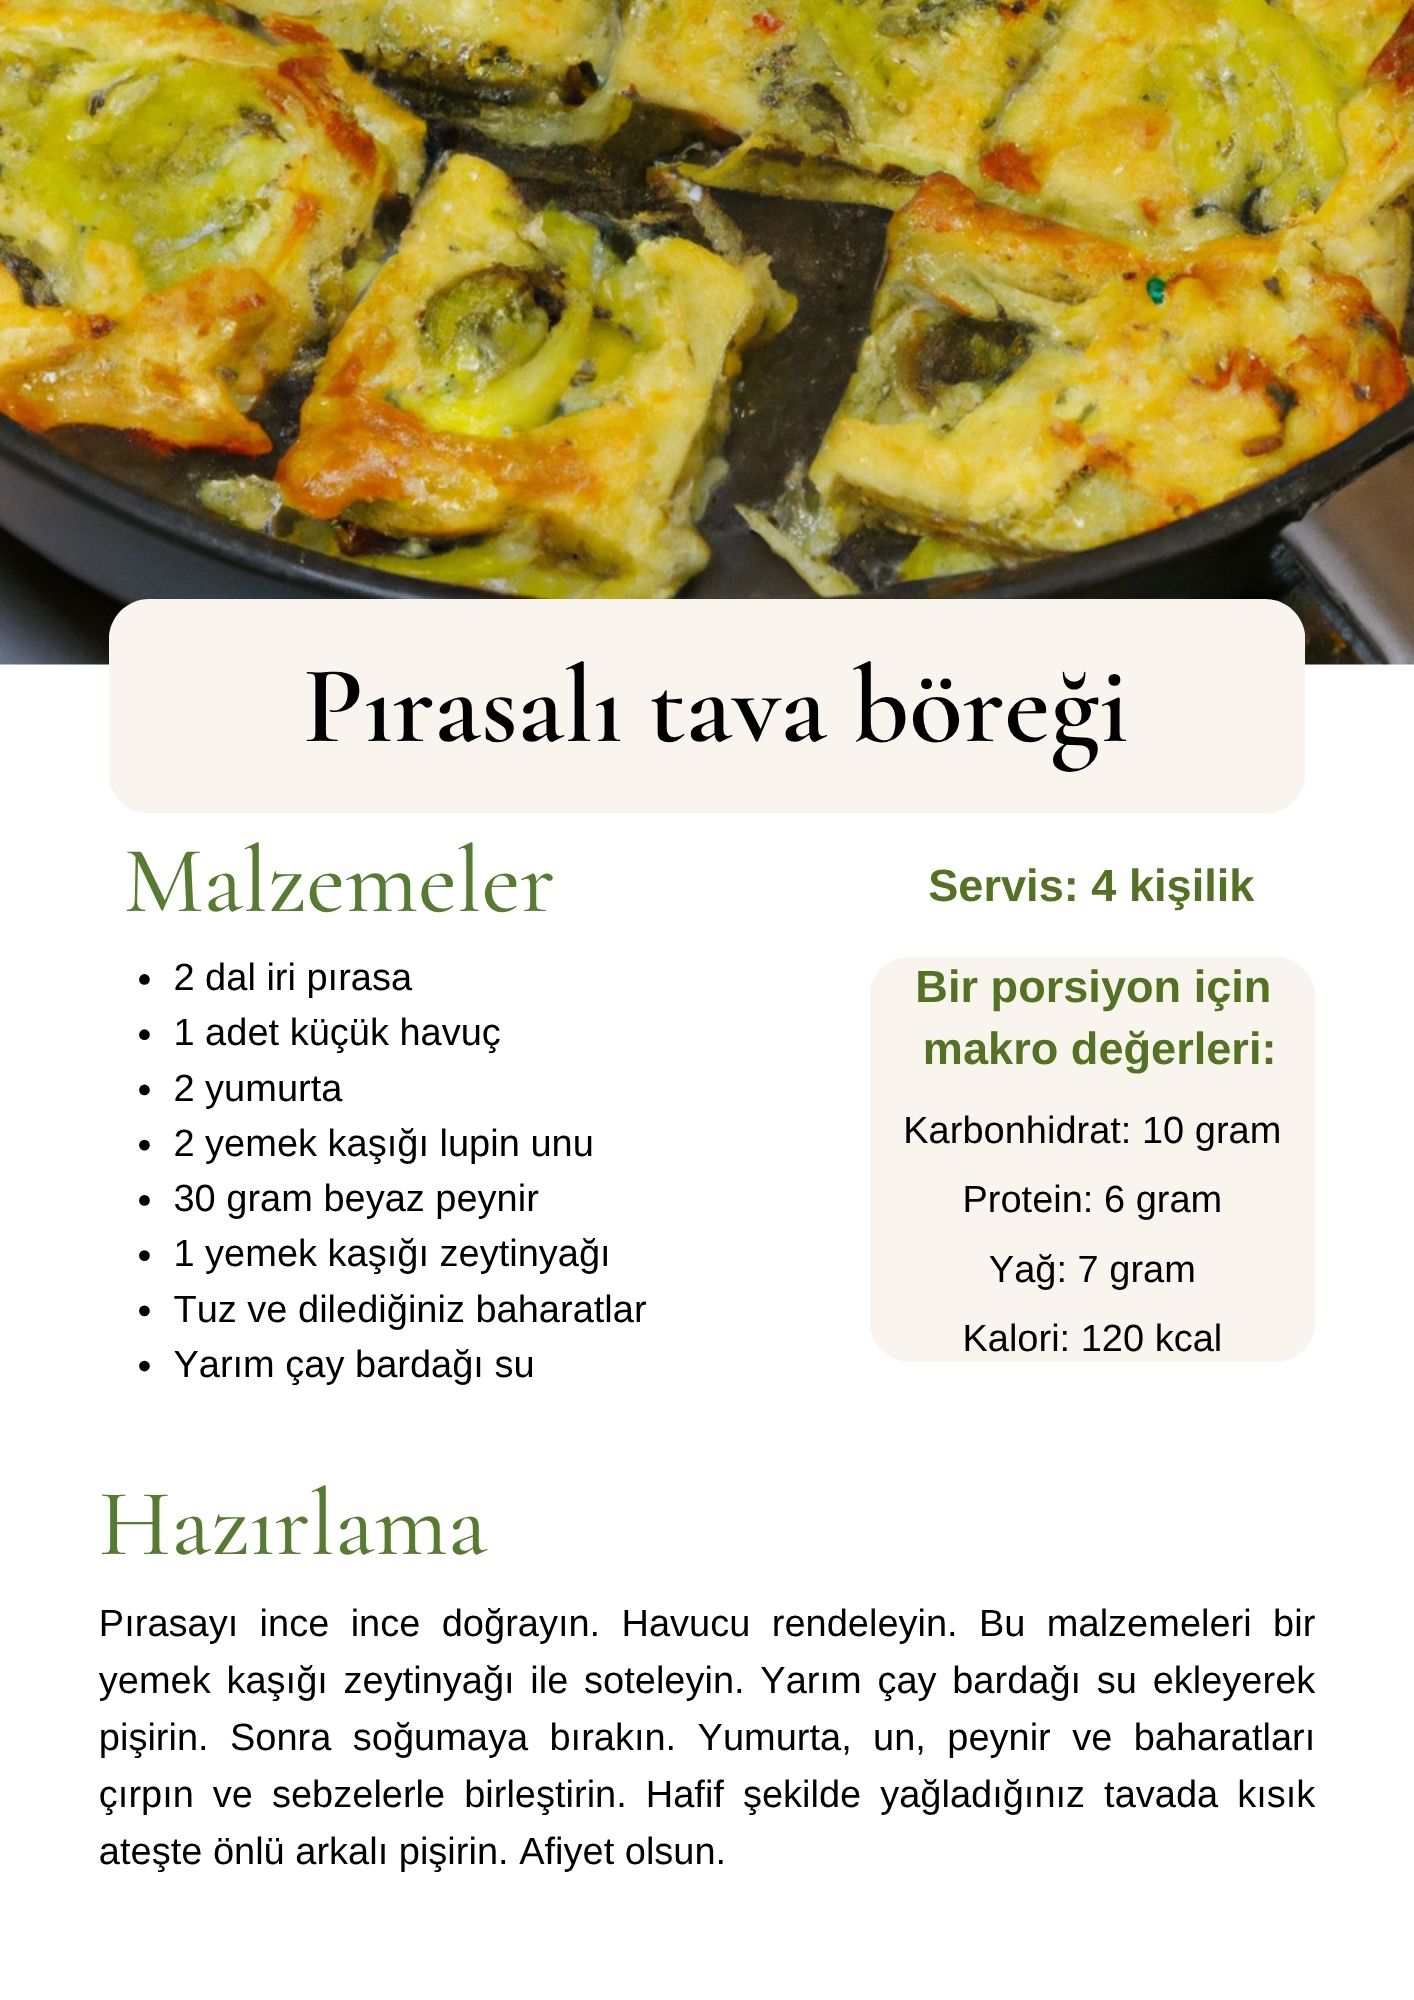 Pırasalı tava böreği
Malzemeler
• 2 dal iri pırasa
• 1 adet küçük havuç
• 2 yumurta
• 2 yemek kaşığı lupin unu
• 30 gram beyaz peynir
• 1 yemek kaşığı zeytinyağı
• Tuz ve dilediğiniz baharatlar
• Yarım çay bardağı su
Servis: 4 kişilik
Bir porsiyon için
makro değerleri:
Karbonhidrat: 10 gram
Protein: 6 gram
Yağ: 7 gram
Kalori: 120 kcal
Hazırlama
Pırasayı ince ince doğrayın. Havucu rendeleyin. Bu malzemeleri bir
yemek kaşığı zeytinyağı ile soteleyin. Yarım çay bardağı su ekleyerek
pişirin. Sonra soğumaya bırakın. Yumurta, un, peynir ve baharatları
çırpın ve sebzelerle birleştirin. Hafif şekilde yağladığınız tavada kısık
ateşte önlü arkalı pişirin. Afiyet olsun.